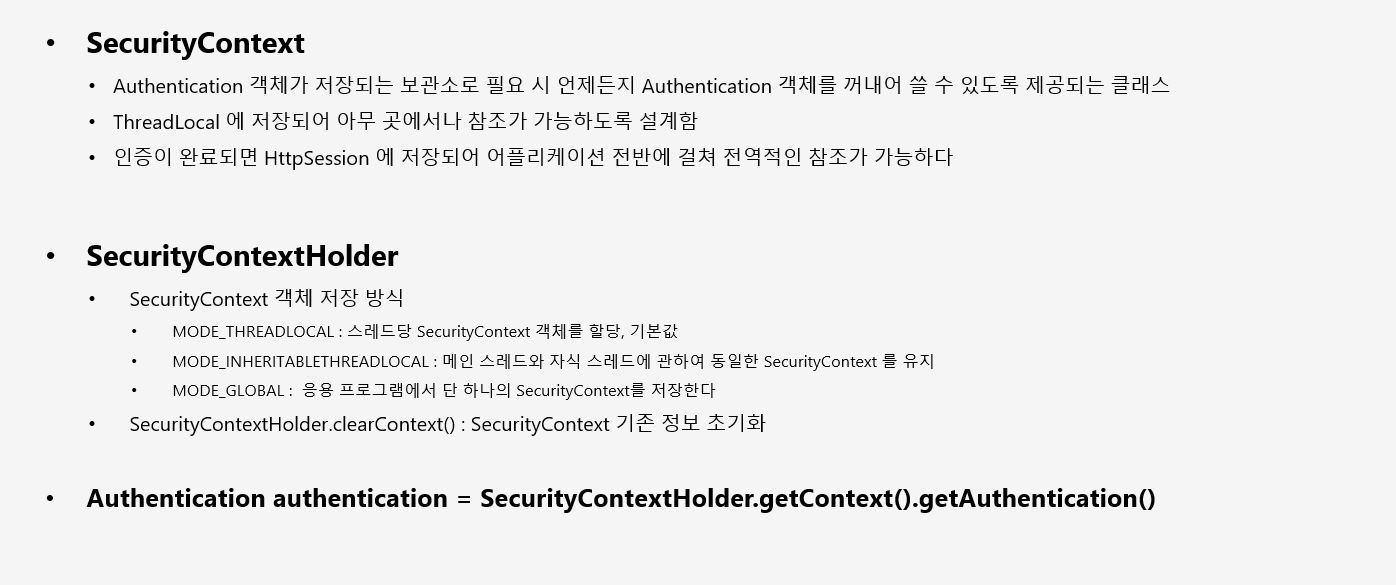 • SecurityContext
• Authentication 객체가 저장되는 보관소로 필요 시 언제든지 Authentication 객체를 꺼내어 쓸 수 있도록 제공되는 클래스
• ThreadLocal 에 저장되어 아무 곳에서나 참조가 가능하도록 설계함
• 인증이 완료되면 HttpSession 에 저장되어 어플리케이션 전반에 걸쳐 전역적인 참조가 가능하다
• SecurityContextHolder
• SecurityContext 객체 저장 방식
• MODE_THREADLOCAL : 스레드당 SecurityContext 객체를 할당, 기본값
• MODE_INHERITABLETHREADLOCAL : 메인 스레드와 자식 스레드에 관하여 동일한 SecurityContext 를 유지
• MODE_GLOBAL : 응용 프로그램에서 단 하나의 SecurityContext를 저장한다
• SecurityContextHolder.clearContext() : SecurityContext 기존 정보 초기화
• Authentication authentication = SecurityContextHolder.getContext().getAuthentication()